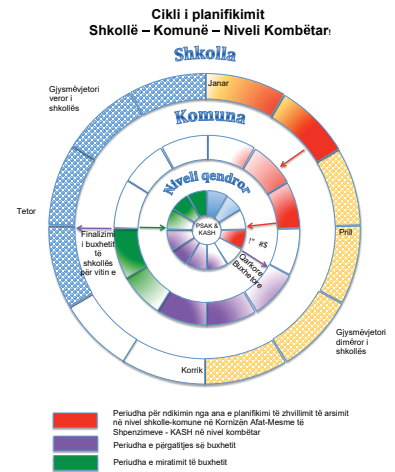 Cikli i planifikimit
Shkollë – Komunë – Niveli Kombëtar
Shkolla
Gjysmëvjetori
veror i
shkollës
Janar
Komuna
Niveli qendror
Tetor
PSAK &
KASH
Finalizimi
i buxhetit
të
shkollës
për vitin e
!" #$
Qarkore
Buxhetore
Prill
Gjysmëvjetori
dimëror i
shkollës
Korrik
Periudha për ndikimin nga ana e planifikimi të zhvillimit të arsimit
në nivel shkolle-komune në Kornizën Afat-Mesme të
Shpenzimeve - KASH në nivel kombëtar
Periudha e përgatitjes së buxhetit
Periudha e miratimit të buxhetit